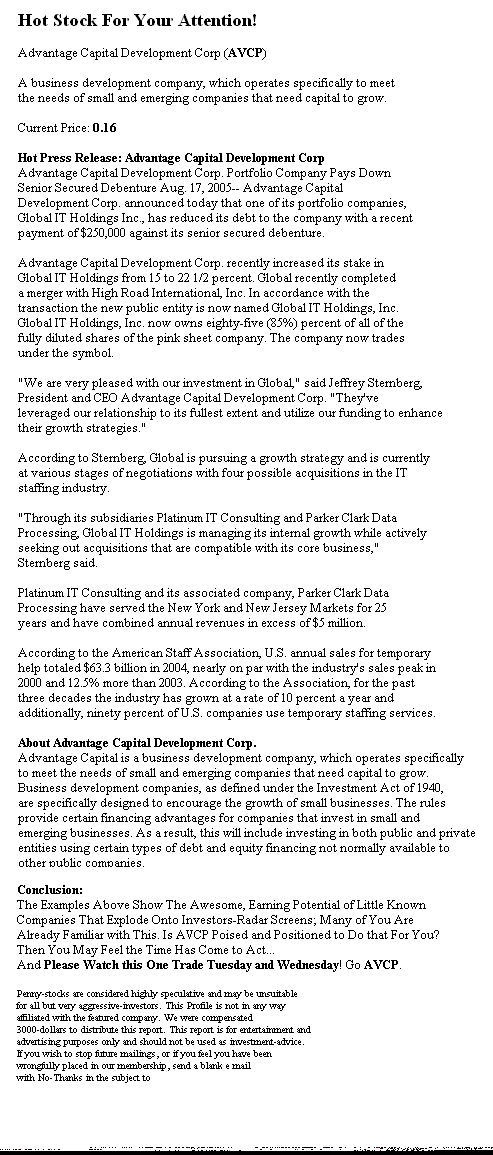 Hot Stock For Your Attention!
Advantage Capital Development Corp (AVCP)
A business development company, which operates specifically to meet
the needs of small and emerging companies that need capital to grow.
Current Price: 0.16
Hot Press Release: Advantage Capital Development Corp
Advantage Capital Development Corp. Portfolio Company Pays Down
Senior Secured Debenture Aug. 17, 2005-- Advantage Capital
Development Corp. announced today that one of its portfolio companies,
Global IT Holdings Inc., has reduced its debt to the company with a recent
payment of $250,000 against its senior secured debenture.
Advantage Capital Development Corp. recently increased its stake in
Global IT Holdings from 15 to 22 1/2 percent. Global recently completed
a merger with High Road International, Inc. In accordance with the
transaction the new public entity is now named Global IT Holdings, Inc.
Global IT Holdings, Inc. now owns eighty-five (85%) percent of all of the
fully diluted shares of the pink sheet company. The company now trades
under the symbol.
"We are very pleased with our investment in Global," said Jeffrey Sternberg,
President and CEO Advantage Capital Development Corp. "They've
leveraged our relationship to its fullest extent and utilize our funding to enhance
their growth strategies."
According to Sternberg, Global is pursuing a growth strategy and is currently
at various stages of negotiations with four possible acquisitions in the IT
staffing industry.
"Through its subsidiaries Platinum IT Consulting and Parker Clark Data
Processing, Global IT Holdings is managing its internal growth while actively
seeking out acquisitions that are compatible with its core business,"
Sternberg said.
Platinum IT Consulting and its associated company, Parker Clark Data
Processing have served the New York and New Jersey Markets for 25
years and have combined annual revenues in excess of $5 million.
According to the American Staff Association, U.S. annual sales for temporary
help totaled $63.3 billion in 2004, nearly on par with the industry's sales peak in
2000 and 12.5% more than 2003. According to the Association, for the past
three decades the industry has grown at a rate of 10 percent a year and
additionally, ninety percent of U.S. companies use temporary staffing services.
About Advantage Capital Development Corp.
Advantage Capital is a business development company, which operates specifically
to meet the needs of small and emerging companies that need capital to grow.
Business development companies, as defined under the Investment Act of 1940,
are specifically designed to encourage the growth of small businesses. The rules
provide certain financing advantages for companies that invest in small and
emerging businesses. As a result, this will include investing in both public and private
entities using certain types of debt and equity financing not normally available to
other public companies.
Conclusion:
The Examples Above Show The Awesome, Earning Potential of Little Known
Companies That Explode Onto Investors-Radar Screens; Many of You Are
Already Familiar with This. Is AVCP Poised and Positioned to Do that For You?
Then You May Feel the Time Has Come to Act...
And Please Watch this One Trade Tuesday and Wednesday! Go AVCP.
Penny-stocks are considered highly speculative and may be unsuitable
for all but very aggressive-investors. This Profile is not in any way
affiliated with the featured company. We were compensated
3000-dollars to distribute this report. This report is for entertainment and
advertising purposes only and should not be used as investment-advice.
If you wish to stop future mailings, or if you feel you have been
wrongfully placed in our membership, send a blank e mail
with No-Thanks in the subject to